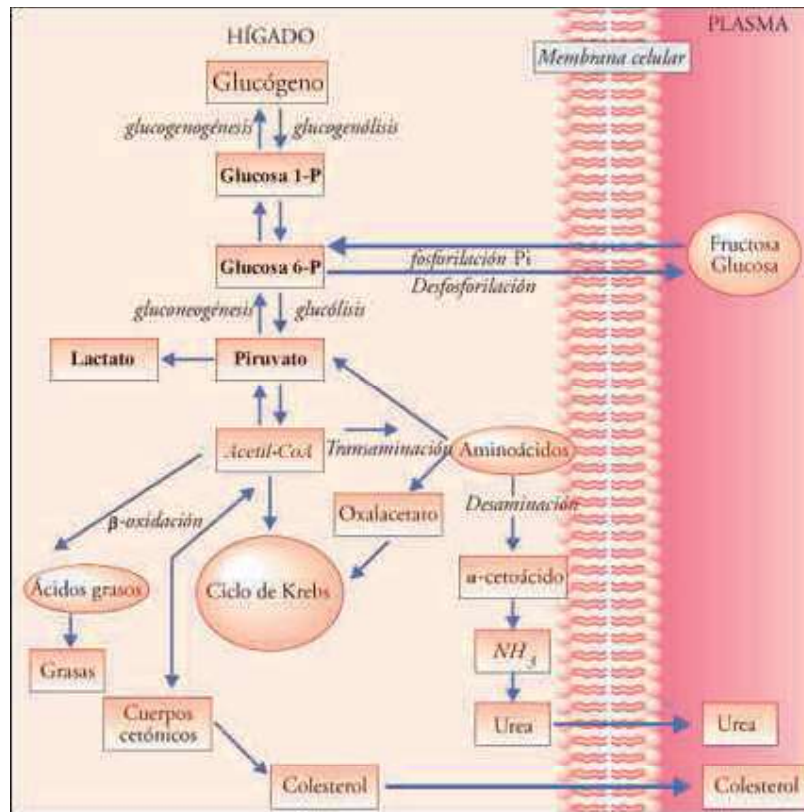 HÍGADO
PLASMA
Membrana celular
Glucógeno
glucogenogénesis
glucogenólisis
Glucosa 1-P
Glucosa 6-P
fosforilación Pi
Desfosforilación
Fructosa
Glucosa
gluconeogénesis
glucólisis
Lactato
Piruvato
Acetil-CoA
Transaminación
Aminoácidos
β-oxidación
Oxalacetato
Desaminación
Ácidos grasos
Ciclo de Krebs
α-cetoácido
Grasas
NH3
Cuerpos
cetónicos
Urea
Urea
Colesterol
Colesterol